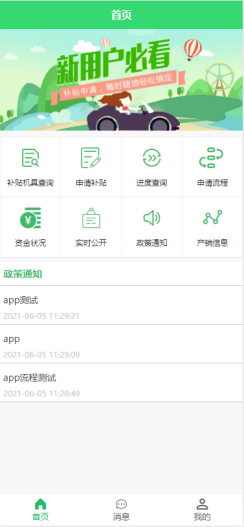 首页
新用户必看
补贴申请,随时随地轻松搞定
补贴机具查询 申请补贴 进度查询 申请流程
资金状况 实时公开 政策通知 产销信息
政策通知
app测试
2021-06-05 11:29:21
app
2021-06-05 11:29:09
app流程测试
2021-06-05 11:28:49
首页 消息 我的